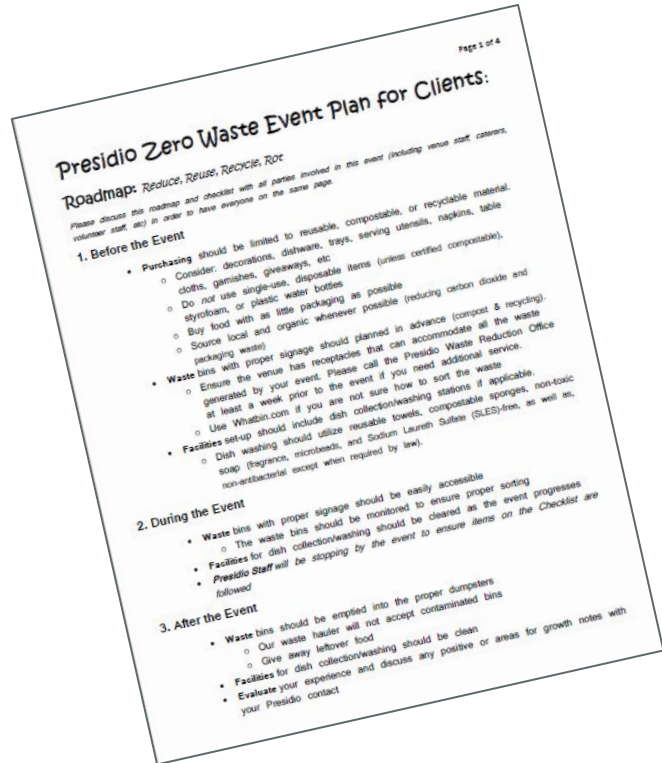 Page 1 of 4
Presidio Zero Waste Event Plan for Clients:
Roadmap: Reduce, Reuse, Recycle, Rot
Please discuss this roadmap and checklist with all parties involved in this event (including venue staff, caterers,
volunteer staff, etc) in order to have everyone on the same page.
1. Before the Event
• Purchasing should be limited to reusable, compostable, or recyclable material.
o Consider: decorations, dishware, trays, serving utensils, napkins, table
cloths, garnishes, giveaways, etc
o Do not use single-use, disposable items (unless certified compostable),
styrofoam, or plastic water bottles
o Buy food with as little packaging as possible
o Source local and organic whenever possible (reducing carbon dioxide and
packaging waste)
• Waste bins with proper signage should planned in advance (compost & recycling).
o Ensure the venue has receptacles that can accommodate all the waste
generated by your event. Please call the Presidio Waste Reduction Office
at least a week prior to the event if you need additional service.
o Use Whatbin.com if you are not sure how to sort the waste
• Facilities set-up should include dish collection/washing stations if applicable.
o Dish washing should utilize reusable towels, compostable sponges, non-toxic
soap (fragrance, microbeads, and Sodium Laureth Sulfate (SLES)-free, as well as,
non-antibacterial except when required by law).
2. During the Event
• Waste bins with proper signage should be easily accessible
o The waste bins should be monitored to ensure proper sorting
• Facilities for dish collection/washing should be cleared as the event progresses
• Presidio Staff will be stopping by the event to ensure items on the Checklist are
followed
3. After the Event
• Waste bins should be emptied into the proper dumpsters
o Our waste hauler will not accept contaminated bins
o Give away leftover food
• Facilities for dish collection/washing should be clean
• Evaluate your experience and discuss any positive or areas for growth notes with
your Presidio contact